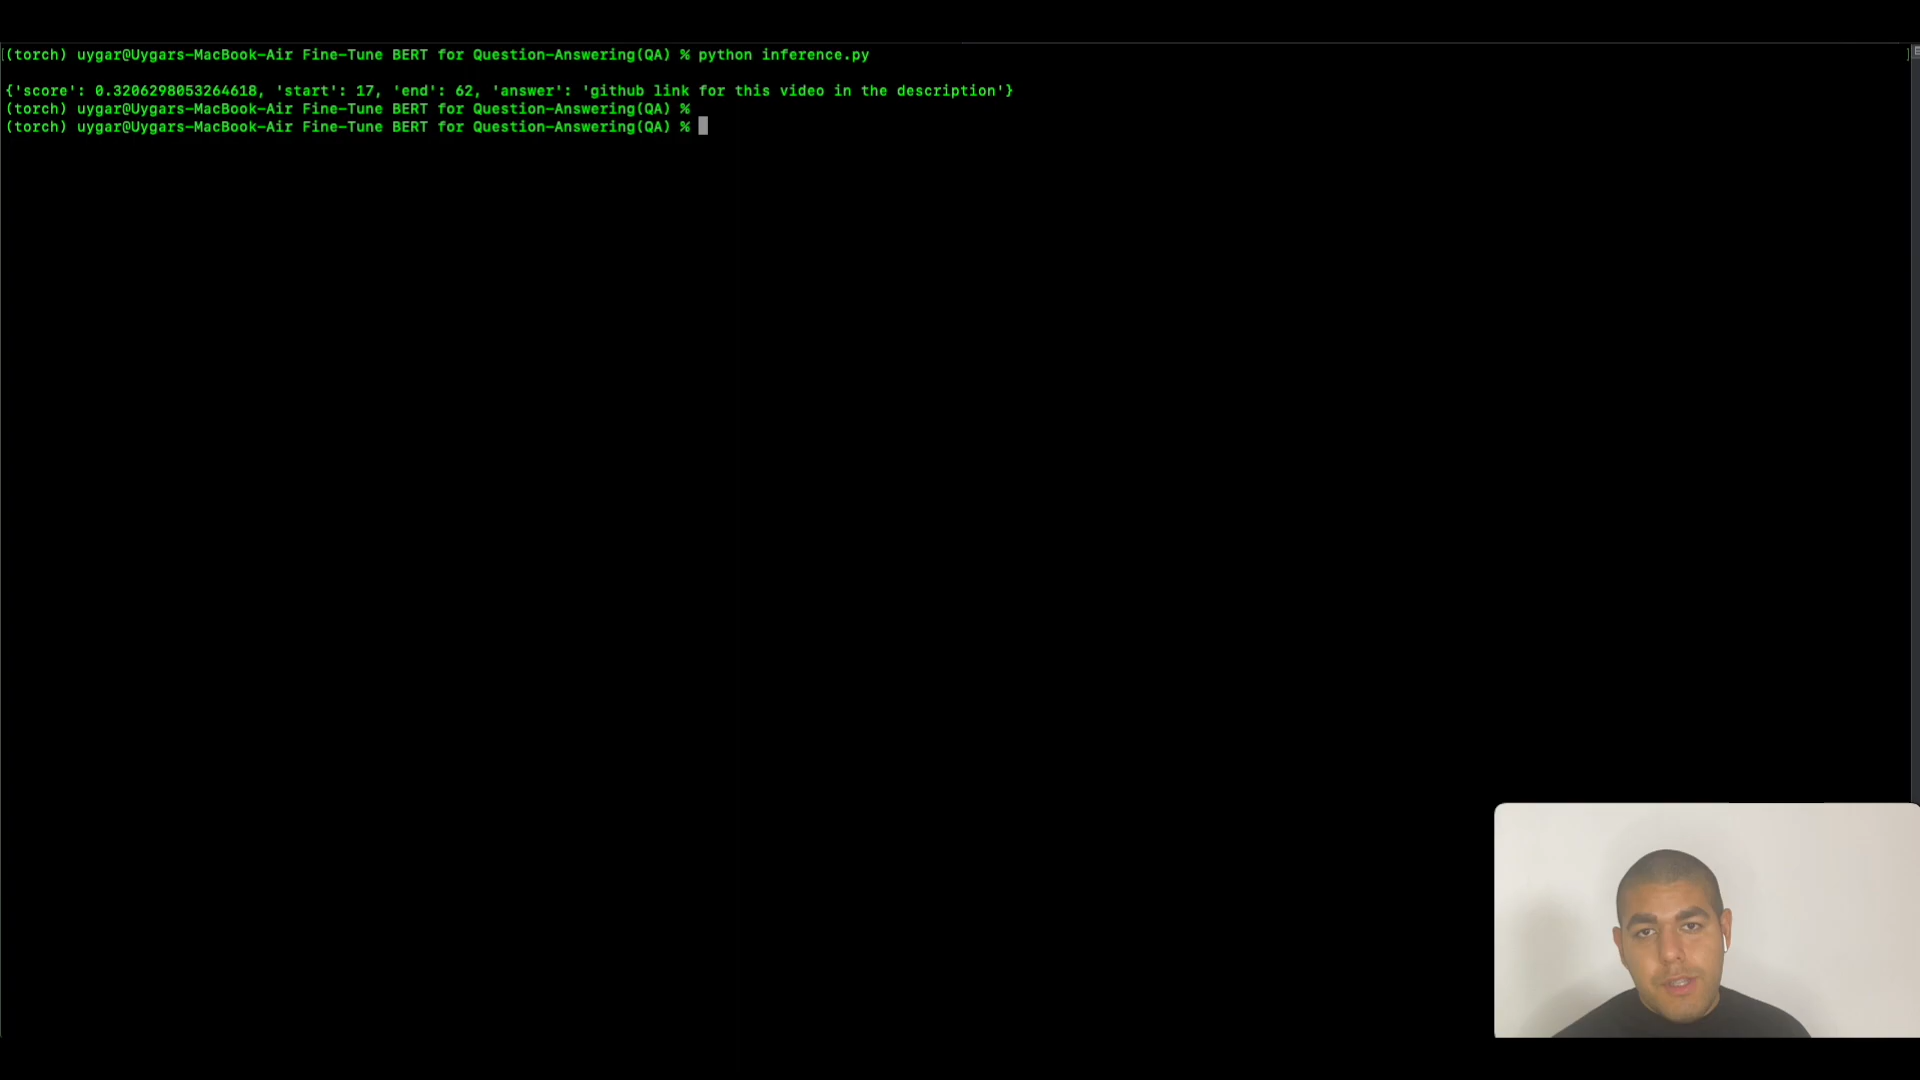 (torch) uygar@Uygars-MacBook-Air Fine-Tune BERT for Question-Answering(QA) % python inference.py
{'score': 0.3206298053264618, 'start': 17, 'end': 62, 'answer': 'github link for this video in the description'}
(torch) uygar@Uygars-MacBook-Air Fine-Tune BERT for Question-Answering(QA) %
(torch) uygar@Uygars-MacBook-Air Fine-Tune BERT for Question-Answering(QA) %